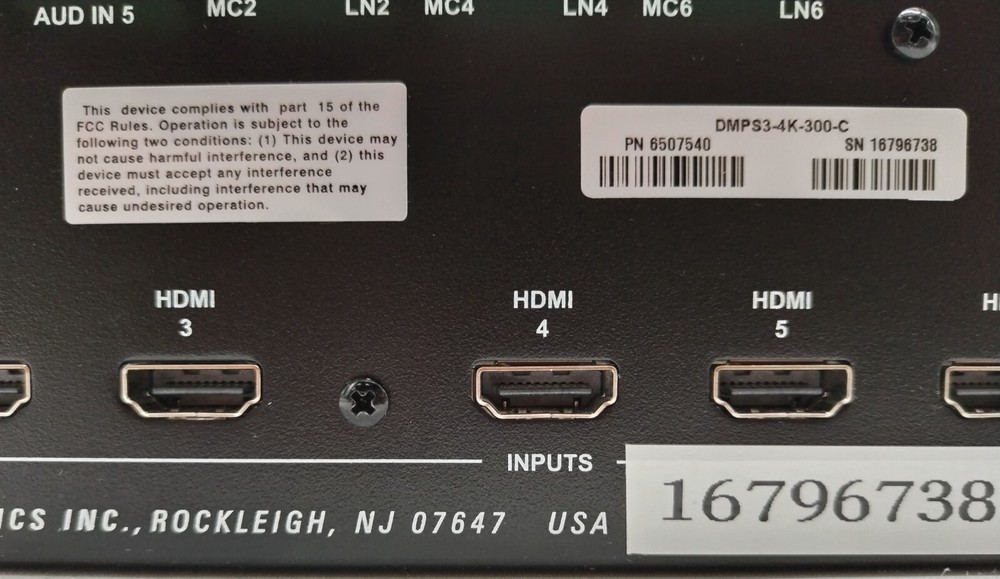 AUD IN 5 MC2 LN2 MC4 LN4 MC6 LN6
This device complies with part 15 of the
FCC Rules. Operation is subject to the
following two conditions: (1) This device may
not cause harmful interference, and (2) this
device must accept any interference
received, including interference that may
cause undesired operation.
DMPS3-4K-300-C
PN 6507540 SN 16796738
HDMI HDMI HDMI H
3 4 5
INPUTS
ICS INC., ROCKLEIGH, NJ 07647 USA
16796738